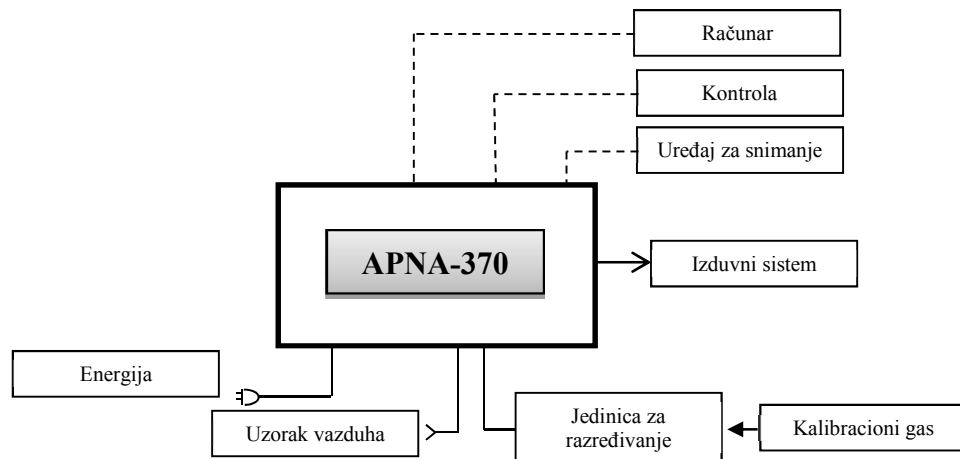 Računar
Kontrola
Uređaj za snimanje
APNA-370
Izduvni sistem
Energija
Uzorak vazduha
Jedinica za
razređivanje
Kalibracioni gas